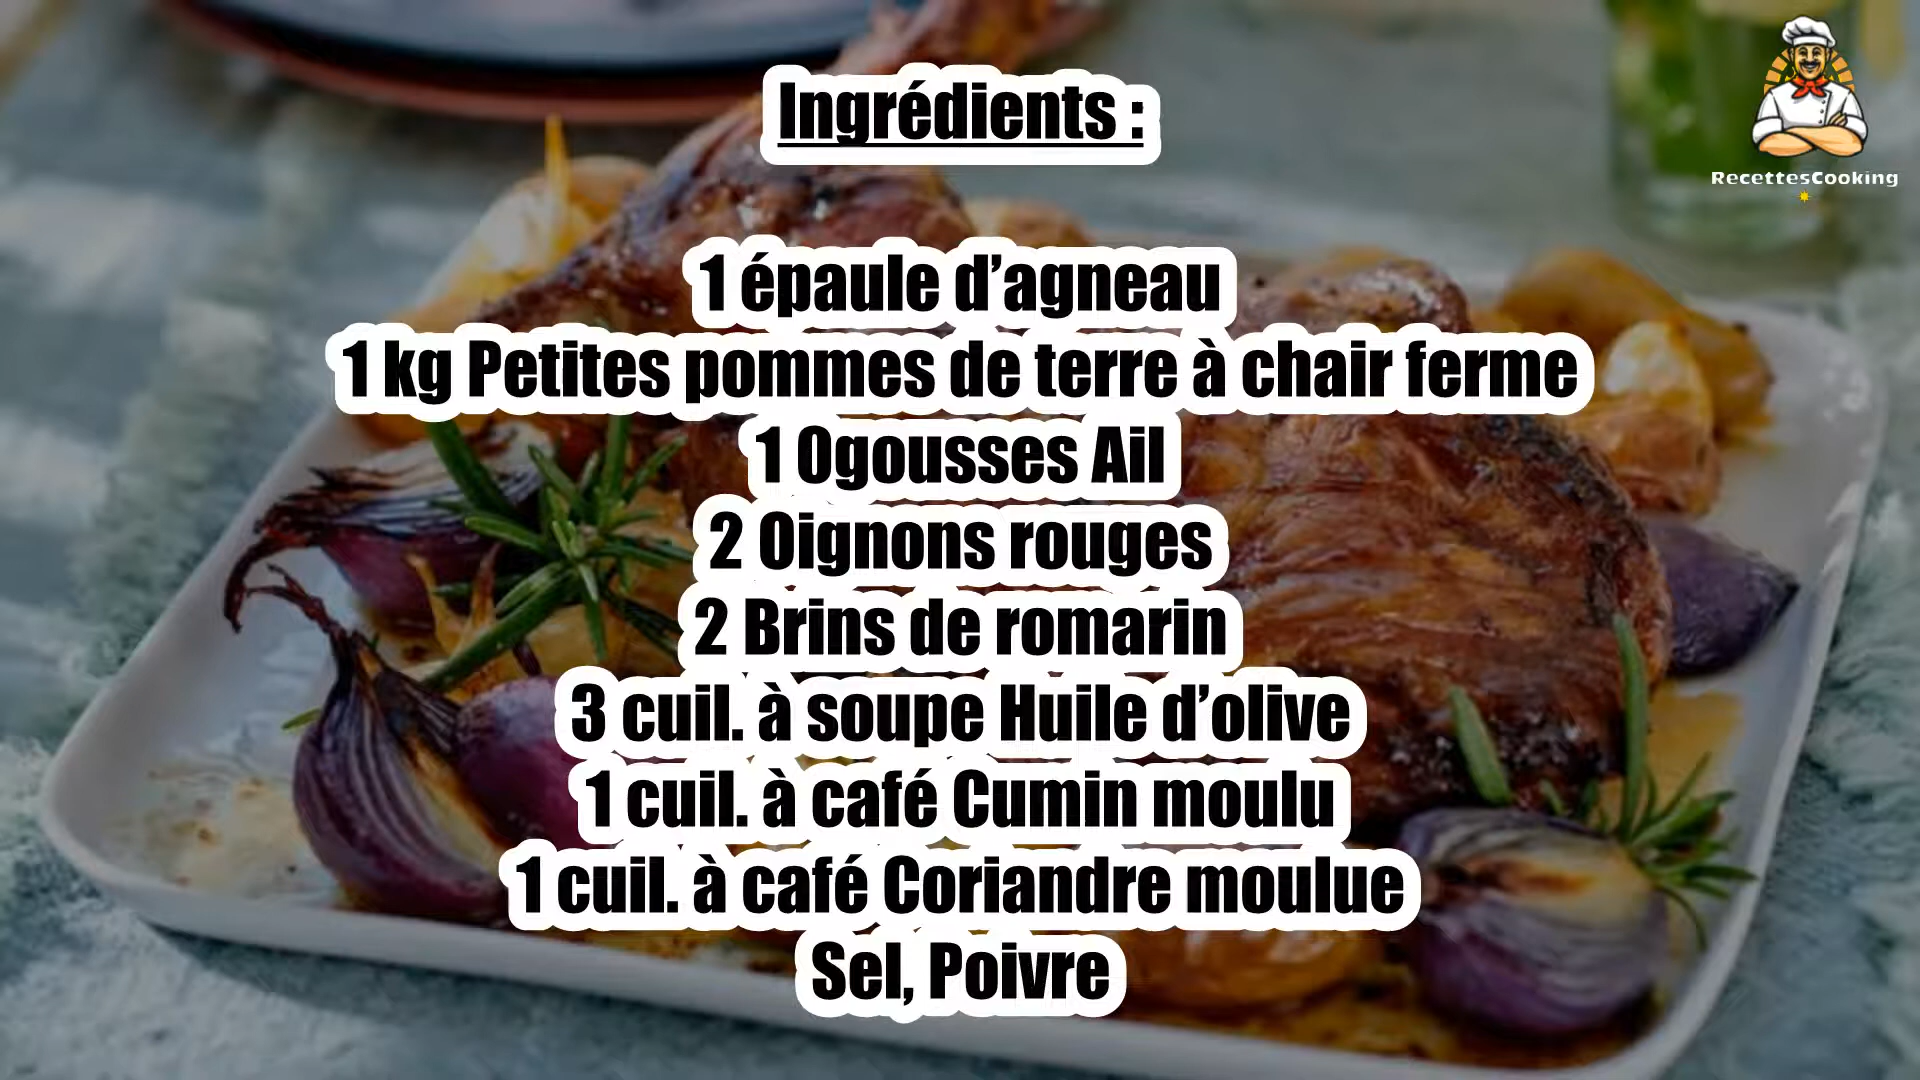 Ingrédients :
RecettesCooking
1 épaule d’agneau
1 kg Petites pommes de terre à chair ferme
1 0gousses Ail
2 Oignons rouges
2 Brins de romarin
3 cuil. à soupe Huile d’olive
1 cuil. à café Cumin moulu
1 cuil. à café Coriandre moulue
Sel, Poivre